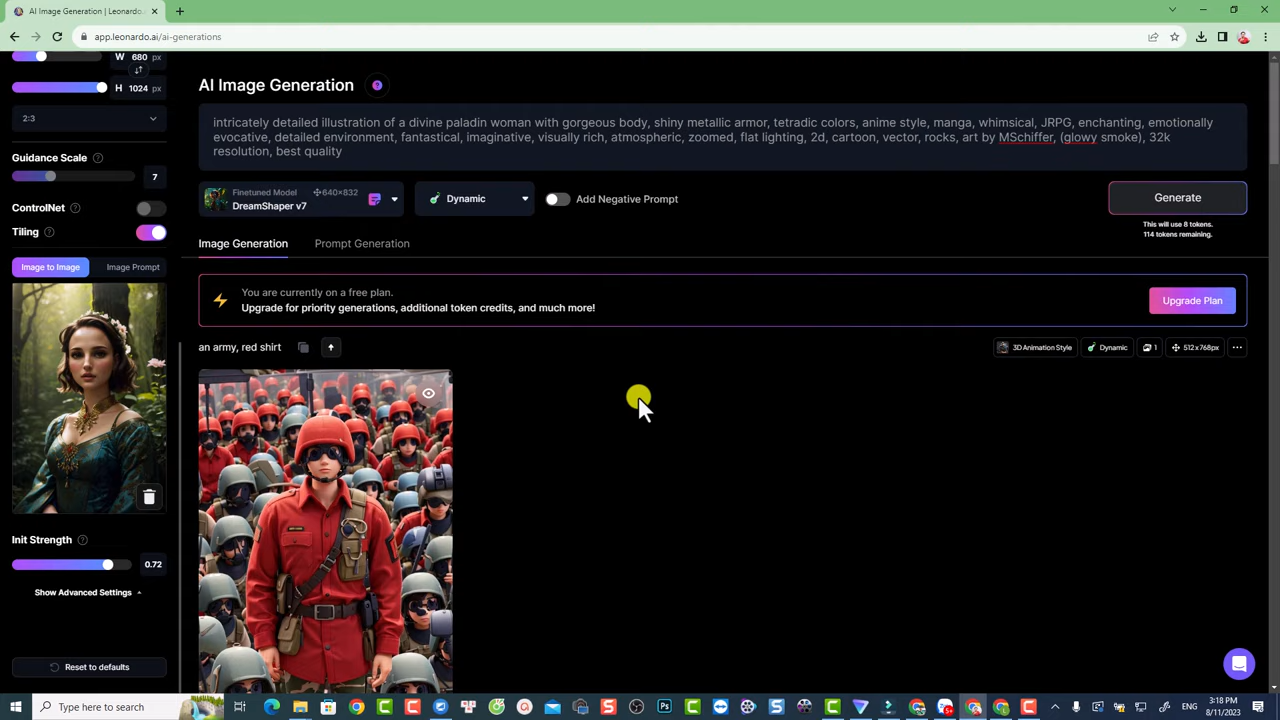 AI Image Generation | Leonardo.
app.leonardo.ai/ai-generations
W 680 px
H 1024 px
2:3
Guidance Scale
7
ControlNet
Tiling
Image to Image
Image Prompt
Init Strength
0.72
Show Advanced Settings
Reset to defaults
AI Image Generation
intricately detailed illustration of a divine paladin woman with gorgeous body, shiny metallic armor, tetradic colors, anime style, manga, whimsical, JRPG, enchanting, emotionally
evocative, detailed environment, fantastical, imaginative, visually rich, atmospheric, zoomed, flat lighting, 2d, cartoon, vector, rocks, art by MSchiffer, (glowy smoke), 32k
resolution, best quality
Finetuned Model 640×832
DreamShaper v7
Dynamic
Add Negative Prompt
Generate
This will use 8 tokens.
114 tokens remaining.
Image Generation
Prompt Generation
You are currently on a free plan.
Upgrade for priority generations, additional token credits, and much more!
Upgrade Plan
an army, red shirt
3D Animation Style
Dynamic
1
512x768px
Type here to search
3:18 PM
8/11/2023